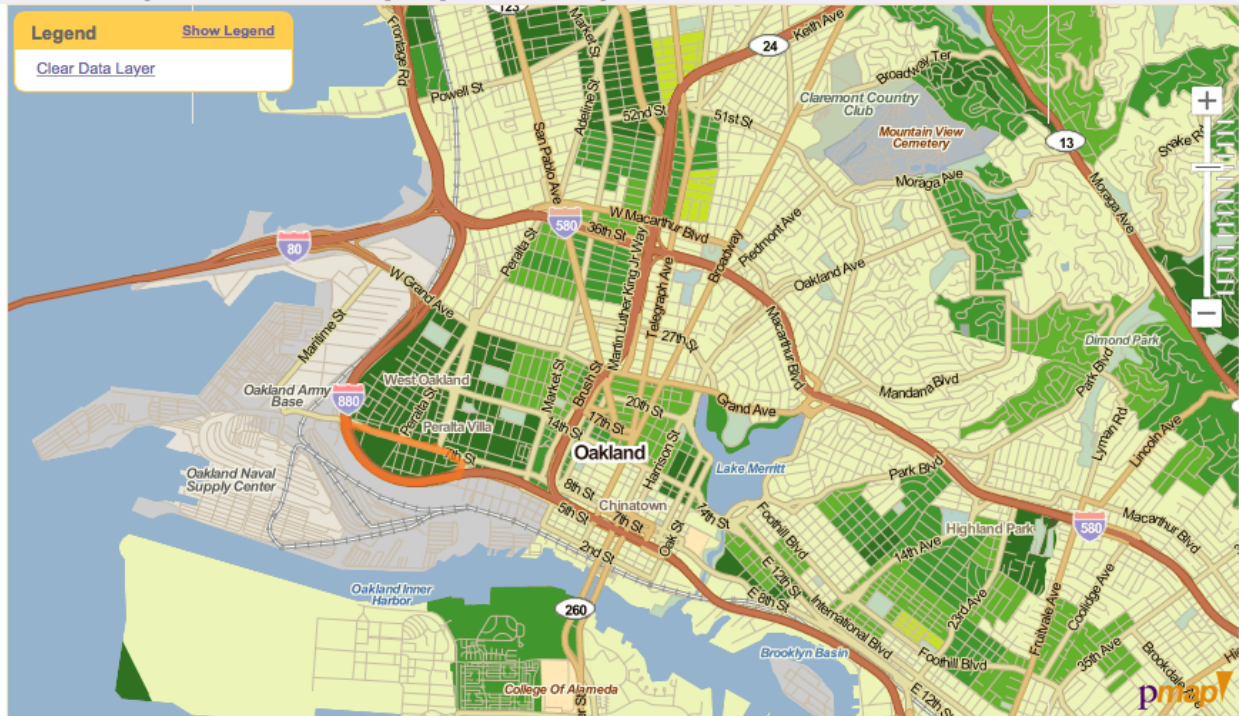 Legend
Show Legend
Clear Data Layer
123
Market St
Keith Ave
24
Frontage Rd
Powell St
Adeline St
52nd St
51st St
Broadway Ter
Claremont Country
Club
Mountain View
Cemetery
13
Snake Rd
San Pablo Ave
Moraga Ave
Moraga Ave
580
W Macarthur Blvd
36th St
Peralta St
80
Piedmont Ave
Broadway
Oakland Ave
W Grand Ave
Martin Luther King Jr Way
Telegraph Ave
Maritime St
27th St
Macarthur Blvd
Dimond Park
Park Blvd
Oakland Army
Base
880
West Oakland
Peralta St
Market St
Brush St
Mandana Blvd
20th St
Grand Ave
Peralta Villa
14th St
17th St
Lyman Rd
Lincoln Ave
7th St
Oakland
Harrison St
Lake Merritt
Park Blvd
Oakland Naval
Supply Center
8th St
Chinatown
5th St
7th St
14th St
Oak St
Foothill Blvd
Highland Park
580
Macarthur Blvd
2nd St
14th Ave
E 12th St
E 8th St
Oakland Inner
Harbor
260
International Blvd
23rd Ave
Fruitvale Ave
Coolidge Ave
Brooklyn Basin
Foothill Blvd
35th Ave
E 12th St
College Of Alameda
pmap